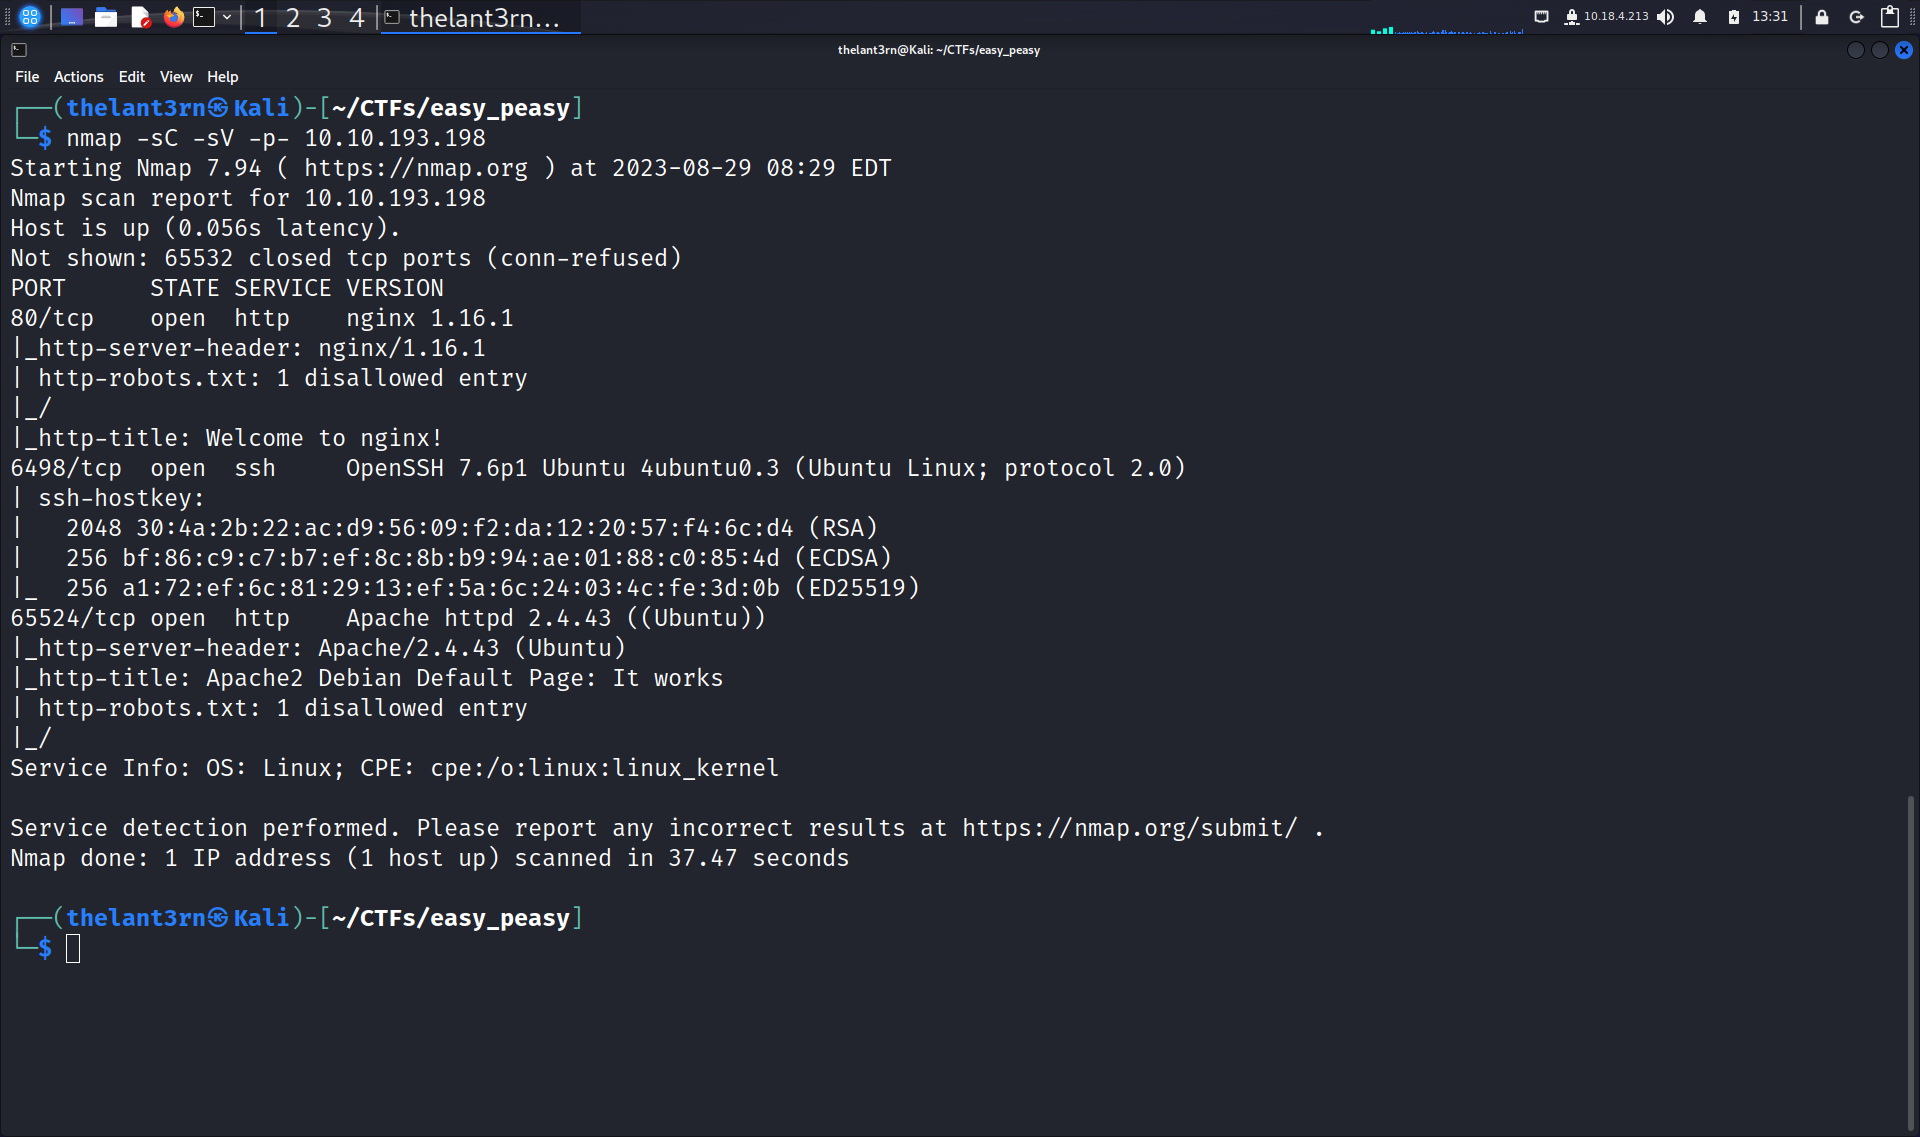 1 2 3 4 thelant3rn... 10.18.4.213 13:31
thelant3rn@Kali: ~/CTFs/easy_peasy
File Actions Edit View Help
┌──(thelant3rn㉿Kali)-[~/CTFs/easy_peasy]
└─$ nmap -sC -sV -p- 10.10.193.198
Starting Nmap 7.94 ( https://nmap.org ) at 2023-08-29 08:29 EDT
Nmap scan report for 10.10.193.198
Host is up (0.056s latency).
Not shown: 65532 closed tcp ports (conn-refused)
PORT      STATE SERVICE VERSION
80/tcp    open  http    nginx 1.16.1
|_http-server-header: nginx/1.16.1
| http-robots.txt: 1 disallowed entry
|_/
|_http-title: Welcome to nginx!
6498/tcp  open  ssh     OpenSSH 7.6p1 Ubuntu 4ubuntu0.3 (Ubuntu Linux; protocol 2.0)
| ssh-hostkey:
|   2048 30:4a:2b:22:ac:d9:56:09:f2:da:12:20:57:f4:6c:d4 (RSA)
|   256 bf:86:c9:c7:b7:ef:8c:8b:b9:94:ae:01:88:c0:85:4d (ECDSA)
|_  256 a1:72:ef:6c:81:29:13:ef:5a:6c:24:03:4c:fe:3d:0b (ED25519)
65524/tcp open  http    Apache httpd 2.4.43 ((Ubuntu))
|_http-server-header: Apache/2.4.43 (Ubuntu)
|_http-title: Apache2 Debian Default Page: It works
| http-robots.txt: 1 disallowed entry
|_/
Service Info: OS: Linux; CPE: cpe:/o:linux:linux_kernel
Service detection performed. Please report any incorrect results at https://nmap.org/submit/ .
Nmap done: 1 IP address (1 host up) scanned in 37.47 seconds
┌──(thelant3rn㉿Kali)-[~/CTFs/easy_peasy]
└─$